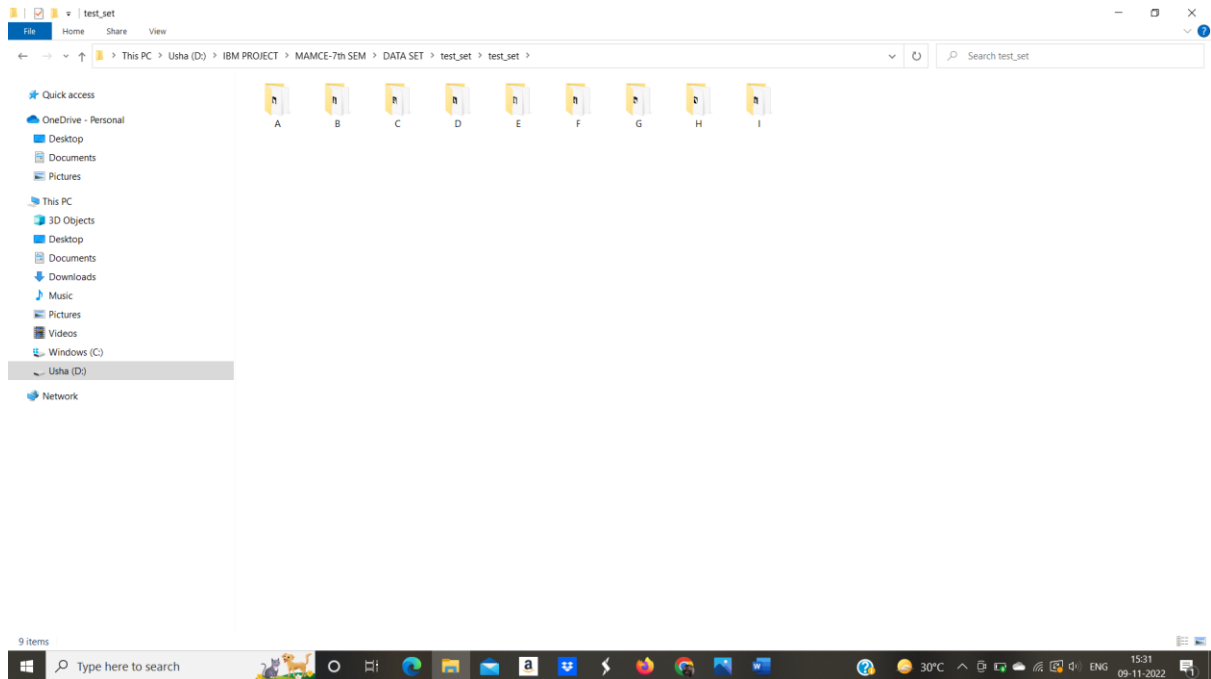 test_set
File Home Share View
This PC > Usha (D:) > IBM PROJECT > MAMCE-7th SEM > DATA SET > test_set > test_set >
Search test_set
Quick access
OneDrive - Personal
Desktop
Documents
Pictures
This PC
3D Objects
Desktop
Documents
Downloads
Music
Pictures
Videos
Windows (C:)
Usha (D:)
Network
A B C D E F G H I
9 items
Type here to search
a
W
30°C
ENG
15:31
09-11-2022
1